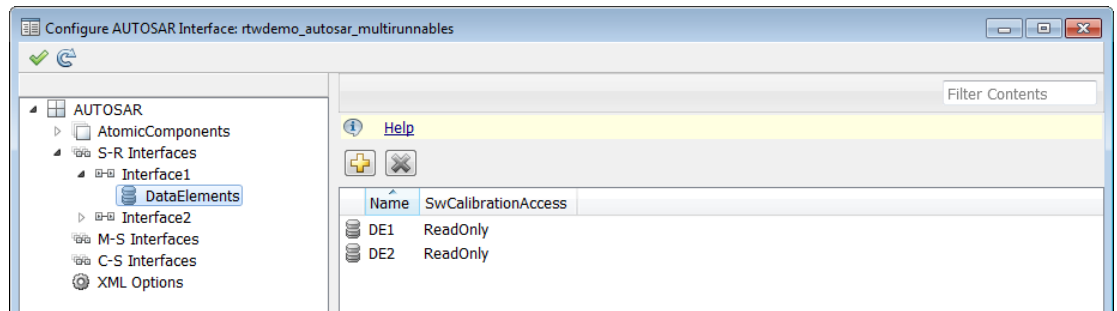 Configure AUTOSAR Interface: rtwdemo_autosar_multirunnables
Filter Contents
AUTOSAR
AtomicComponents
S-R Interfaces
Interface1
DataElements
Interface2
M-S Interfaces
C-S Interfaces
XML Options
Help
Name SwCalibrationAccess
DE1 ReadOnly
DE2 ReadOnly